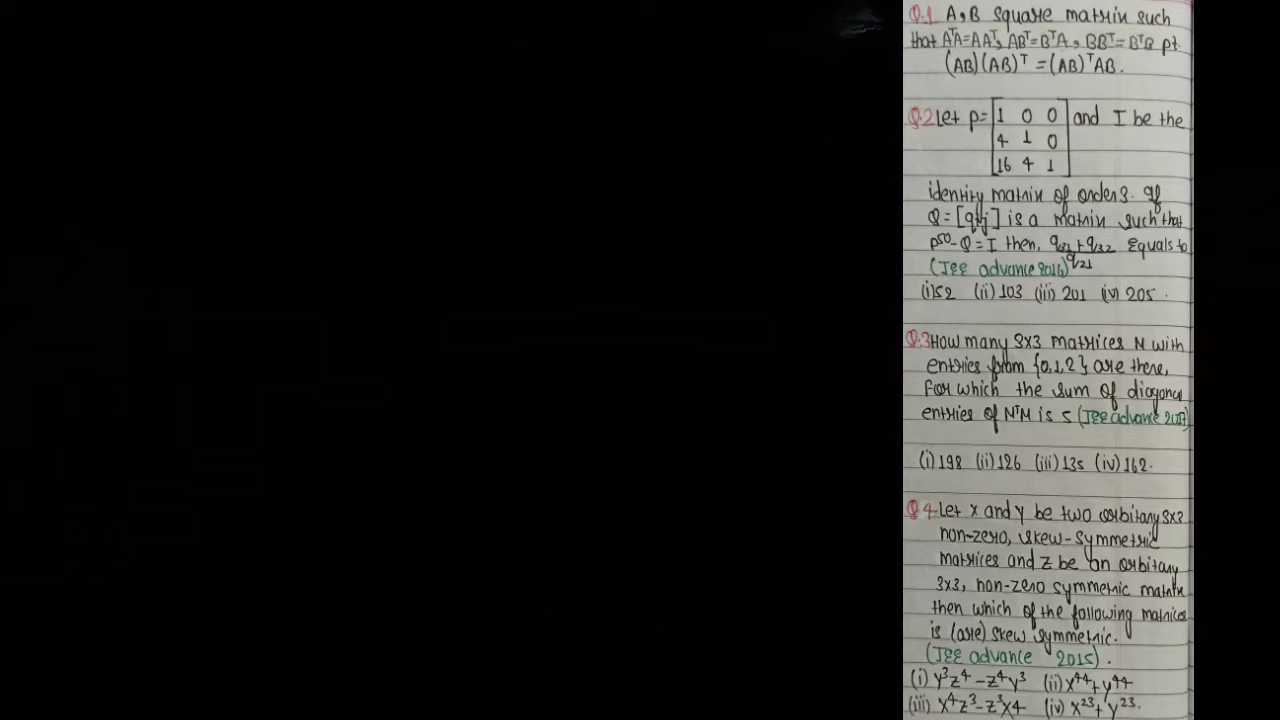 Q.1 A,B square matrix such
that AᵀA=AAᵀ, ABᵀ=BᵀA, BBᵀ=BᵀB pt.
(AB)(AB)ᵀ = (AB)ᵀAB.
Q.2 Let p= [1 0 0] and I be the
4 1 0
16 4 1
identity matrix of order 3. If
Q = [qij] is a matrix such that
p⁵⁰-Q=I then, q₃₁+q₃₂ Equals to
(JEE advance 2016) q₂₁
(i)52 (ii)103 (iii)201 (iv)205.
Q.3 How many 3x3 matrices M with
entries from {0,1,2} are there,
For which the sum of diagonal
entries of MᵀM is 5 (JEE advance 2017)
(i)198 (ii)126 (iii)135 (iv)162.
Q.4 Let x and y be two orbitary 3x3
non-zero, skew-symmetric
matrices and z be an orbitary
3x3, non-zero symmetric matrix
then which of the following matrices
is (are) skew symmetric.
(JEE advance 2015).
(i) y³z⁴-z⁴y³ (ii) x⁴⁴+y⁴⁴
(iii) x⁴z³-z³x4 (iv) x²³+y²³.